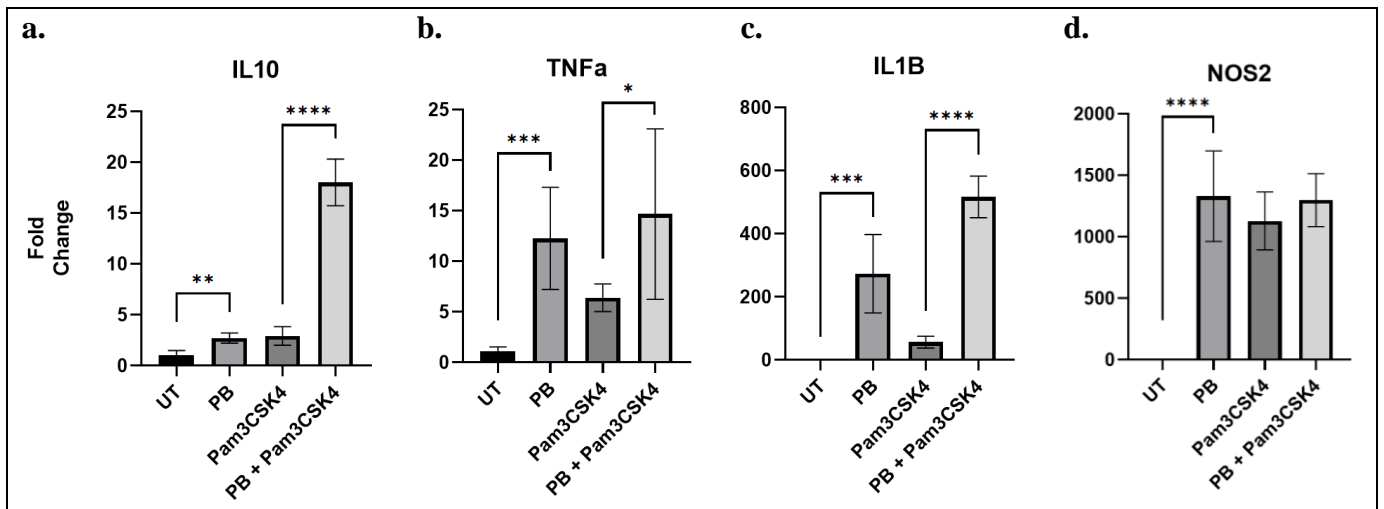 a.
IL10
Fold
Change
25
20
15
10
5
0
**
****
UT
PB
Pam3CSK4
PB + Pam3CSK4
b.
TNFa
25
20
15
10
5
0
***
*
UT
PB
Pam3CSK4
PB + Pam3CSK4
c.
IL1B
800
600
400
200
0
***
****
UT
PB
Pam3CSK4
PB + Pam3CSK4
d.
NOS2
2000
1500
1000
500
0
****
UT
PB
Pam3CSK4
PB + Pam3CSK4